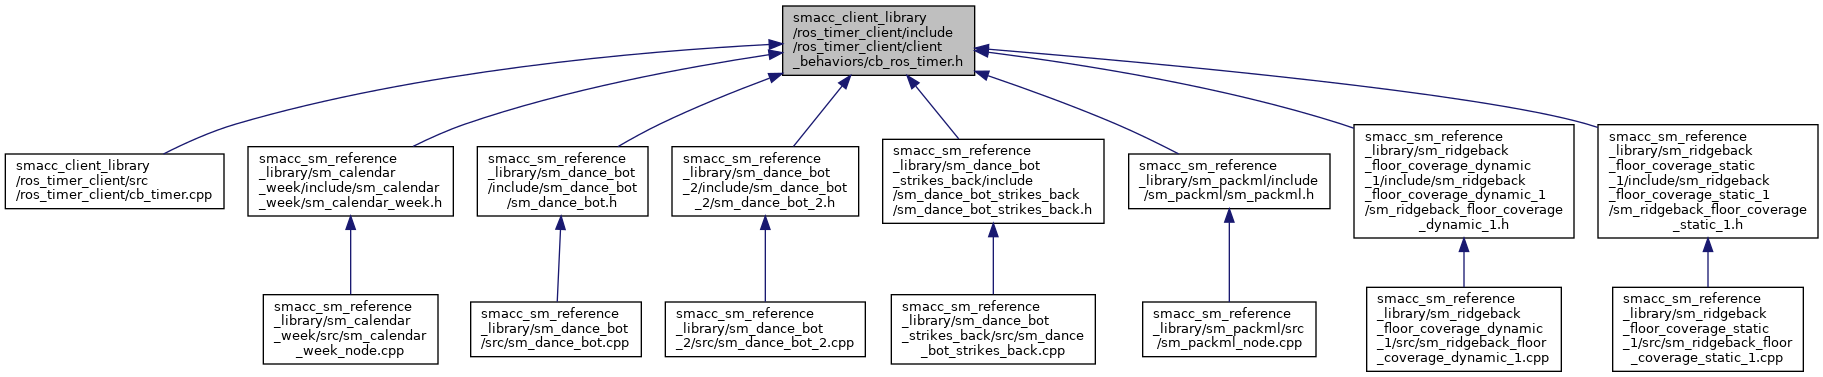 smacc_client_library
/ros_timer_client/include
/ros_timer_client/client
_behaviors/cb_ros_timer.h
smacc_client_library
/ros_timer_client/src
/ros_timer_client/cb_timer.cpp
smacc_sm_reference
_library/sm_calendar
_week/include/sm_calendar
_week/sm_calendar_week.h
smacc_sm_reference
_library/sm_dance_bot
/include/sm_dance_bot
/sm_dance_bot.h
smacc_sm_reference
_library/sm_dance_bot
_2/include/sm_dance_bot
_2/sm_dance_bot_2.h
smacc_sm_reference
_library/sm_dance_bot
_strikes_back/include
/sm_dance_bot_strikes_back
/sm_dance_bot_strikes_back.h
smacc_sm_reference
_library/sm_packml/include
/sm_packml/sm_packml.h
smacc_sm_reference
_library/sm_ridgeback
_floor_coverage_dynamic
_1/include/sm_ridgeback
_floor_coverage_dynamic_1
/sm_ridgeback_floor_coverage
_dynamic_1.h
smacc_sm_reference
_library/sm_ridgeback
_floor_coverage_static
_1/include/sm_ridgeback
_floor_coverage_static_1
/sm_ridgeback_floor_coverage
_static_1.h
smacc_sm_reference
_library/sm_calendar
_week/src/sm_calendar
_week_node.cpp
smacc_sm_reference
_library/sm_dance_bot
/src/sm_dance_bot.cpp
smacc_sm_reference
_library/sm_dance_bot
_2/src/sm_dance_bot_2.cpp
smacc_sm_reference
_library/sm_dance_bot
_strikes_back/src/sm_dance
_bot_strikes_back.cpp
smacc_sm_reference
_library/sm_packml/src
/sm_packml_node.cpp
smacc_sm_reference
_library/sm_ridgeback
_floor_coverage_dynamic
_1/src/sm_ridgeback_floor
_coverage_dynamic_1.cpp
smacc_sm_reference
_library/sm_ridgeback
_floor_coverage_static
_1/src/sm_ridgeback_floor
_coverage_static_1.cpp